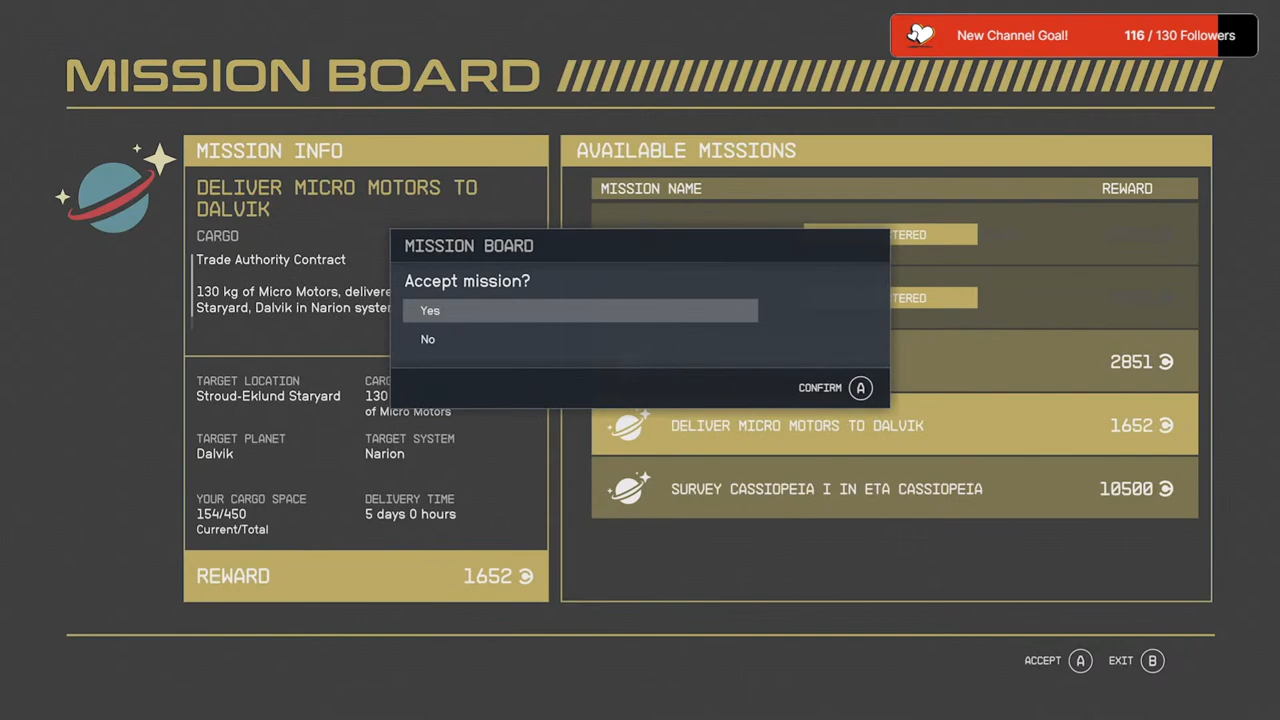 New Channel Goal!
116 / 130 Followers
MISSION BOARD
MISSION INFO
DELIVER MICRO MOTORS TO
DALVIK
CARGO
Trade Authority Contract
130 kg of Micro Motors,
Staryard, Dalvik in Narion
TARGET LOCATION
Stroud-Eklund Staryard
130
of Micro Motors
TARGET PLANET
Dalvik
TARGET SYSTEM
Narion
YOUR CARGO SPACE
154/450
Current/Total
DELIVERY TIME
5 days 0 hours
REWARD 1652
MISSION BOARD
Accept mission?
Yes
No
CONFIRM A
AVAILABLE MISSIONS
MISSION NAME REWARD
2851
DELIVER MICRO MOTORS TO DALVIK 1652
SURVEY CASSIOPEIA I IN ETA CASSIOPEIA 10500
ACCEPT A EXIT B